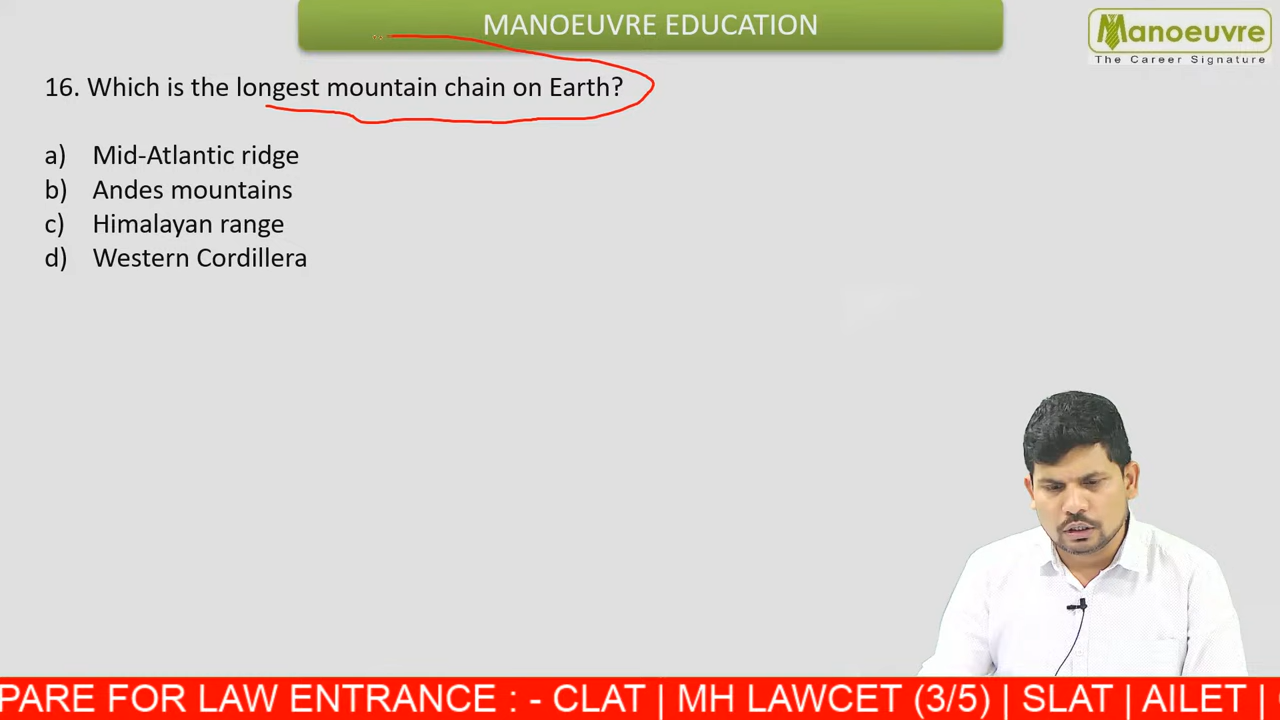 MANOEUVRE EDUCATION
Manoeuvre
The Career Signature
16. Which is the longest mountain chain on Earth?
a) Mid-Atlantic ridge
b) Andes mountains
c) Himalayan range
d) Western Cordillera
PARE FOR LAW ENTRANCE : - CLAT | MH LAWCET (3/5) | SLAT | AILET |